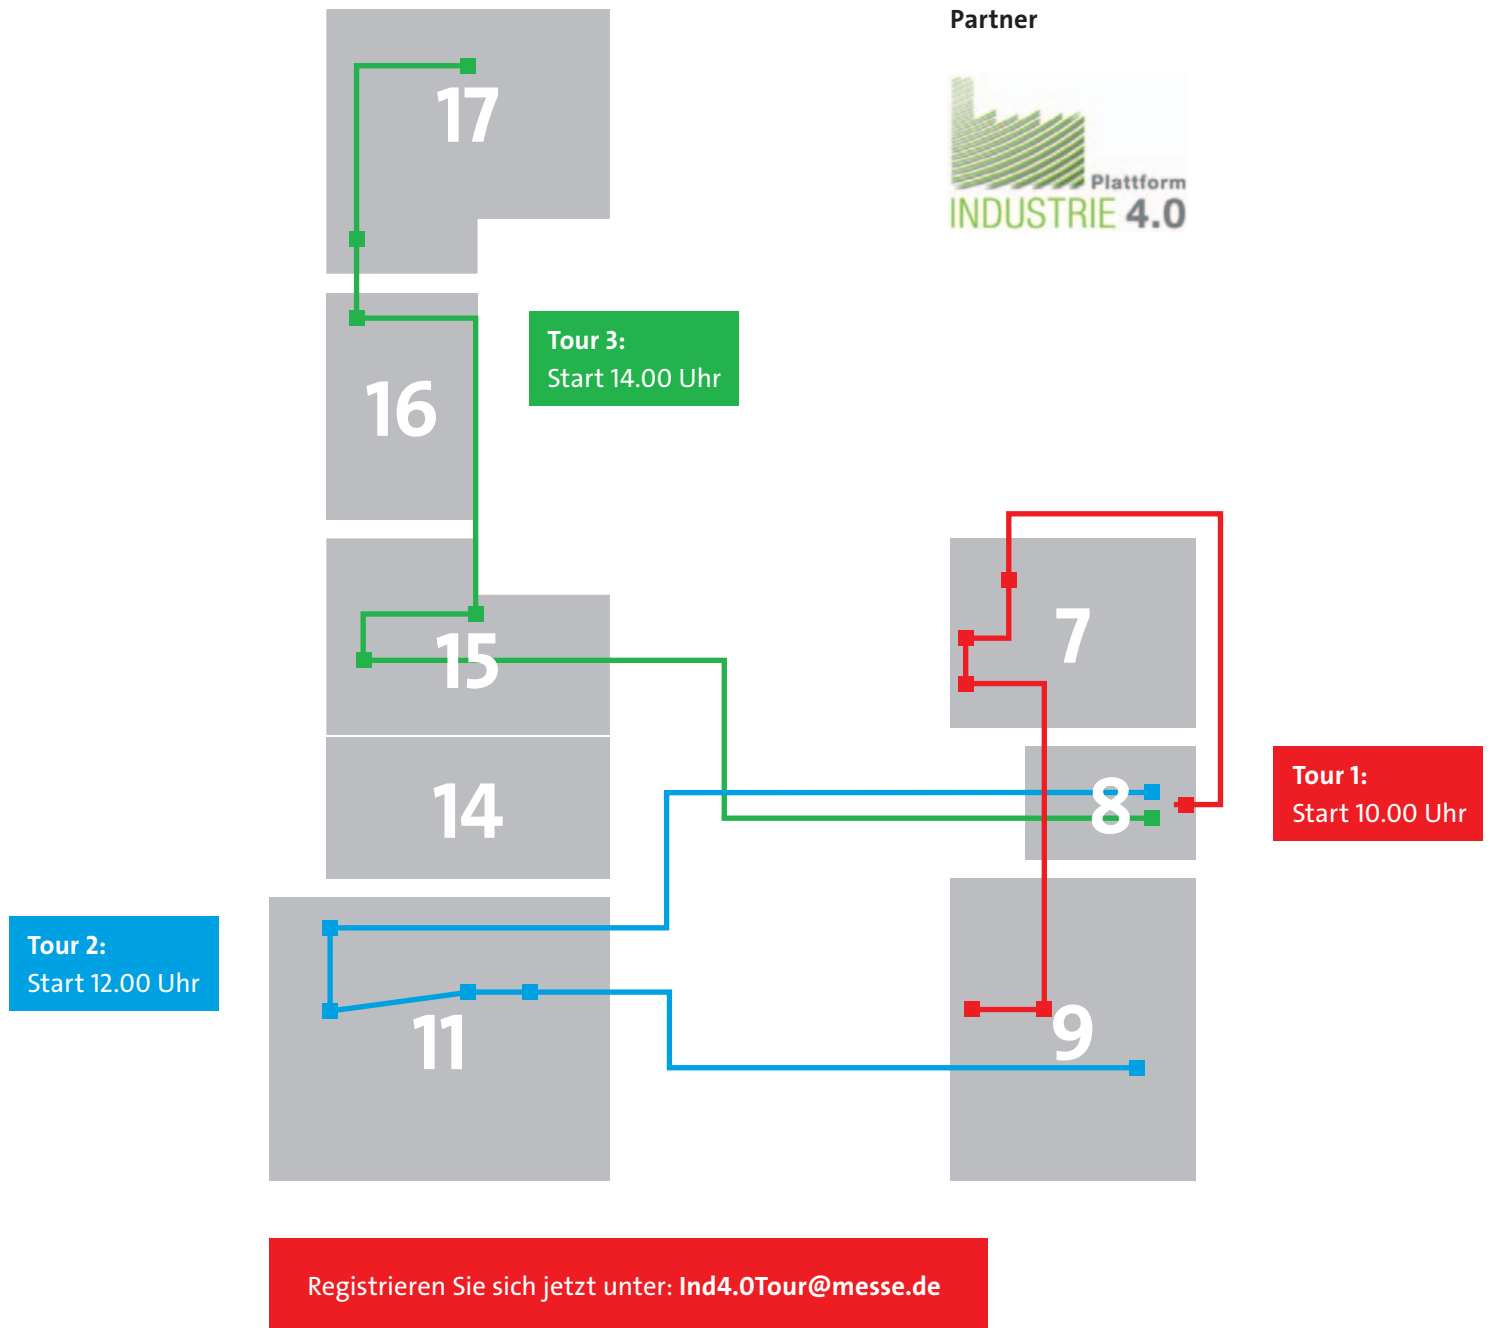 Partner
Plattform
INDUSTRIE 4.0
17
Tour 3:
Start 14.00 Uhr
16
15
7
14
8
Tour 1:
Start 10.00 Uhr
Tour 2:
Start 12.00 Uhr
11
9
Registrieren Sie sich jetzt unter: Ind4.0Tour@messe.de